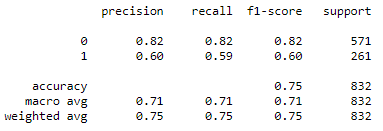 precision recall f1-score support
0 0.82 0.82 0.82 571
1 0.60 0.59 0.60 261
accuracy 0.75 832
macro avg 0.71 0.71 0.71 832
weighted avg 0.75 0.75 0.75 832